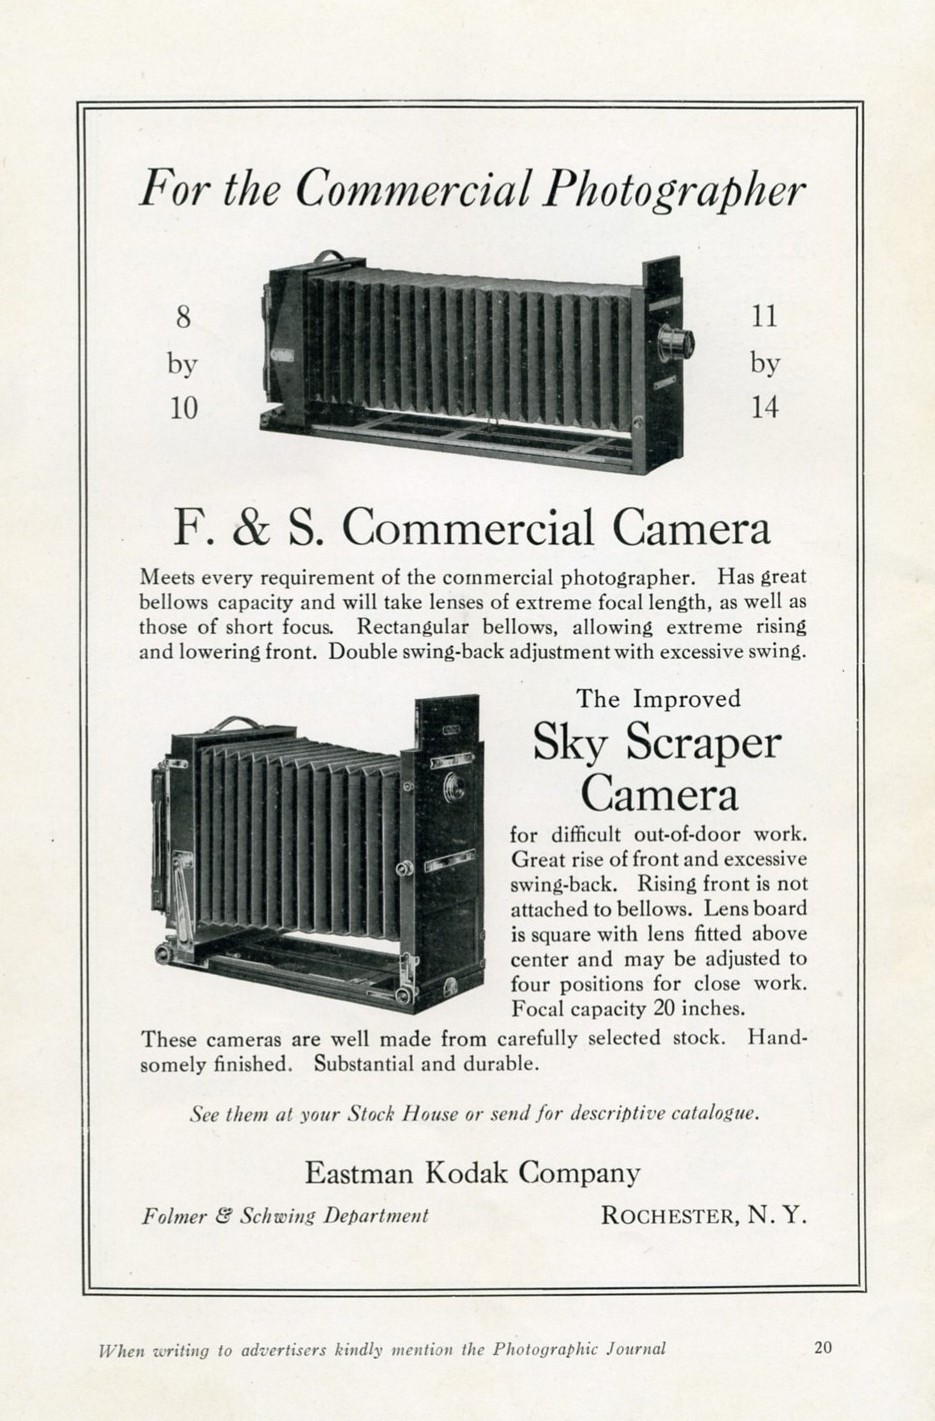 For the Commercial Photographer
8
by
10
11
by
14
F. & S. Commercial Camera
Meets every requirement of the commercial photographer. Has great
bellows capacity and will take lenses of extreme focal length, as well as
those of short focus. Rectangular bellows, allowing extreme rising
and lowering front. Double swing-back adjustment with excessive swing.
The Improved
Sky Scraper
Camera
for difficult out-of-door work.
Great rise of front and excessive
swing-back. Rising front is not
attached to bellows. Lens board
is square with lens fitted above
center and may be adjusted to
four positions for close work.
Focal capacity 20 inches.
These cameras are well made from carefully selected stock. Hand-
somely finished. Substantial and durable.
See them at your Stock House or send for descriptive catalogue.
Eastman Kodak Company
Folmer & Schwing Department ROCHESTER, N. Y.
When writing to advertisers kindly mention the Photographic Journal 20